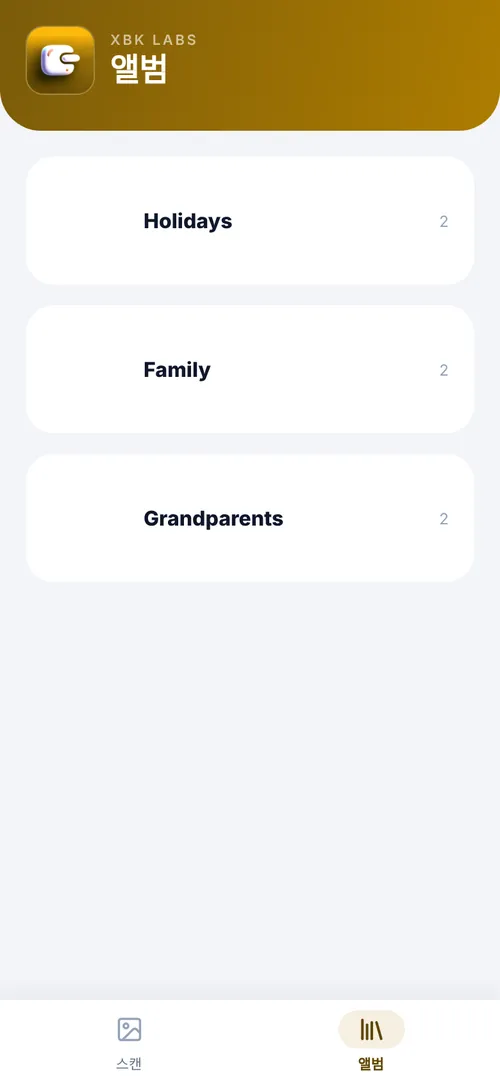 XBK LABS
앨범
Holidays
2
Family
2
Grandparents
2
스캔
앨범